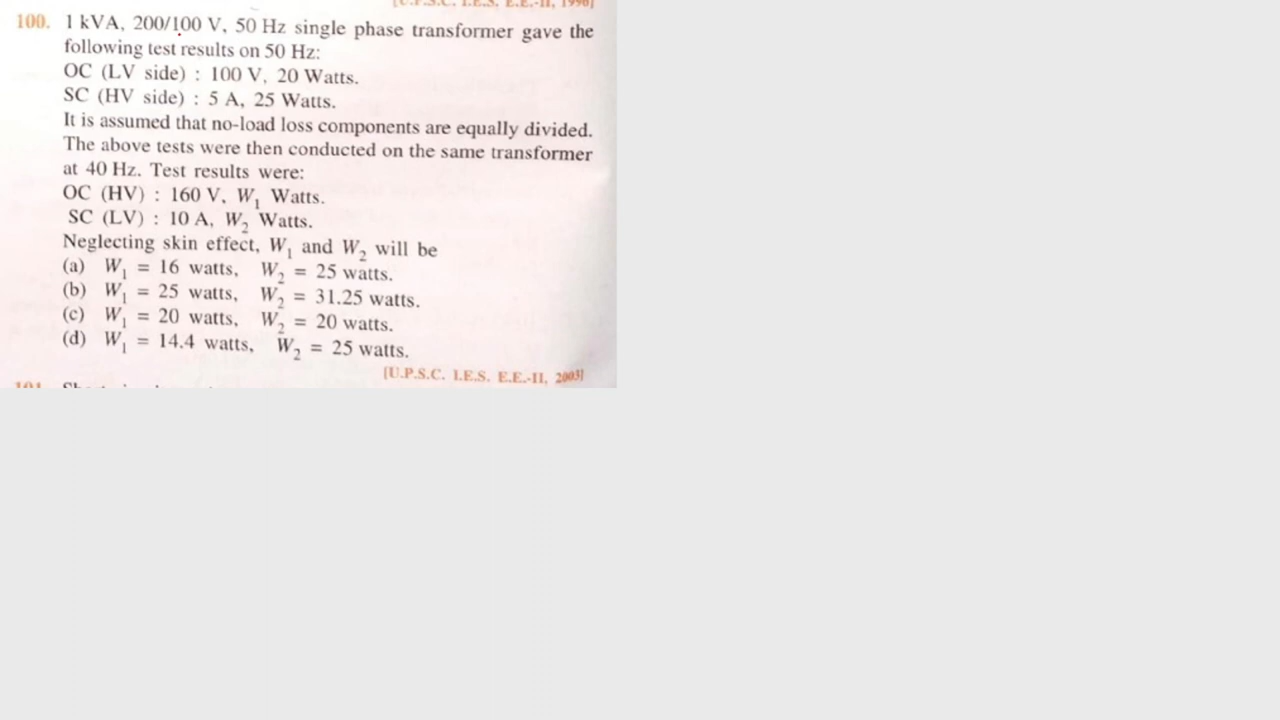 [U.P.S.C. I.E.S. E.E.-II, 1996]
100. 1 kVA, 200/100 V, 50 Hz single phase transformer gave the
following test results on 50 Hz:
OC (LV side) : 100 V, 20 Watts.
SC (HV side) : 5 A, 25 Watts.
It is assumed that no-load loss components are equally divided.
The above tests were then conducted on the same transformer
at 40 Hz. Test results were:
OC (HV) : 160 V, W₁ Watts.
SC (LV) : 10 A, W₂ Watts.
Neglecting skin effect, W₁ and W₂ will be
(a) W₁ = 16 watts, W₂ = 25 watts.
(b) W₁ = 25 watts, W₂ = 31.25 watts.
(c) W₁ = 20 watts, W₂ = 20 watts.
(d) W₁ = 14.4 watts, W₂ = 25 watts.
[U.P.S.C. I.E.S. E.E.-II, 2003]
101.